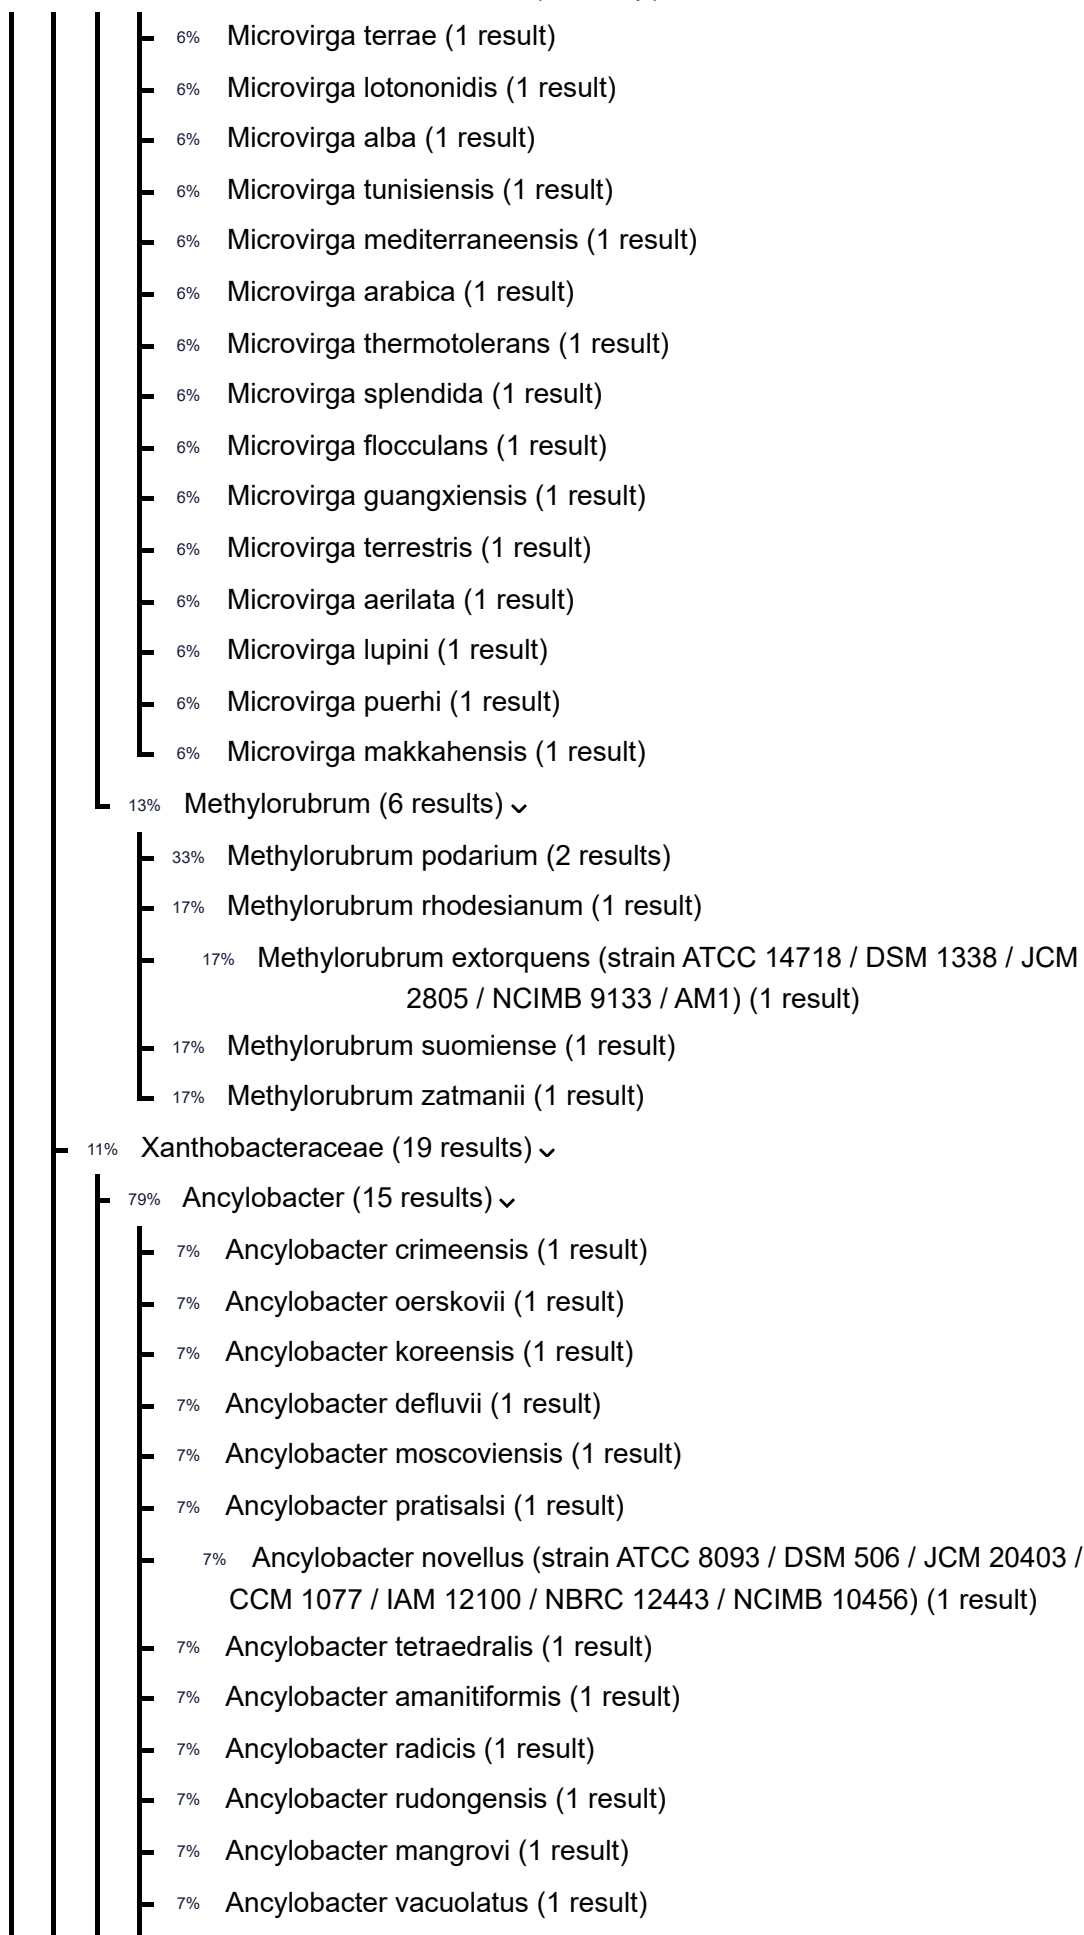 6% Microvirga terrae (1 result)
6% Microvirga lotononidis (1 result)
6% Microvirga alba (1 result)
6% Microvirga tunisiensis (1 result)
6% Microvirga mediterraneensis (1 result)
6% Microvirga arabica (1 result)
6% Microvirga thermotolerans (1 result)
6% Microvirga splendida (1 result)
6% Microvirga flocculans (1 result)
6% Microvirga guangxiensis (1 result)
6% Microvirga terrestris (1 result)
6% Microvirga aerilata (1 result)
6% Microvirga lupini (1 result)
6% Microvirga puerhi (1 result)
6% Microvirga makkahensis (1 result)
13% Methylorubrum (6 results)
33% Methylorubrum podarium (2 results)
17% Methylorubrum rhodesianum (1 result)
17% Methylorubrum extorquens (strain ATCC 14718 / DSM 1338 / JCM
2805 / NCIMB 9133 / AM1) (1 result)
17% Methylorubrum suomiense (1 result)
17% Methylorubrum zatmanii (1 result)
11% Xanthobacteraceae (19 results)
79% Ancylobacter (15 results)
7% Ancylobacter crimeensis (1 result)
7% Ancylobacter oerskovii (1 result)
7% Ancylobacter koreensis (1 result)
7% Ancylobacter defluvii (1 result)
7% Ancylobacter moscoviensis (1 result)
7% Ancylobacter pratisalsi (1 result)
7% Ancylobacter novellus (strain ATCC 8093 / DSM 506 / JCM 20403 /
CCM 1077 / IAM 12100 / NBRC 12443 / NCIMB 10456) (1 result)
7% Ancylobacter tetraedralis (1 result)
7% Ancylobacter amanitiformis (1 result)
7% Ancylobacter radicis (1 result)
7% Ancylobacter rudongensis (1 result)
7% Ancylobacter mangrovi (1 result)
7% Ancylobacter vacuolatus (1 result)